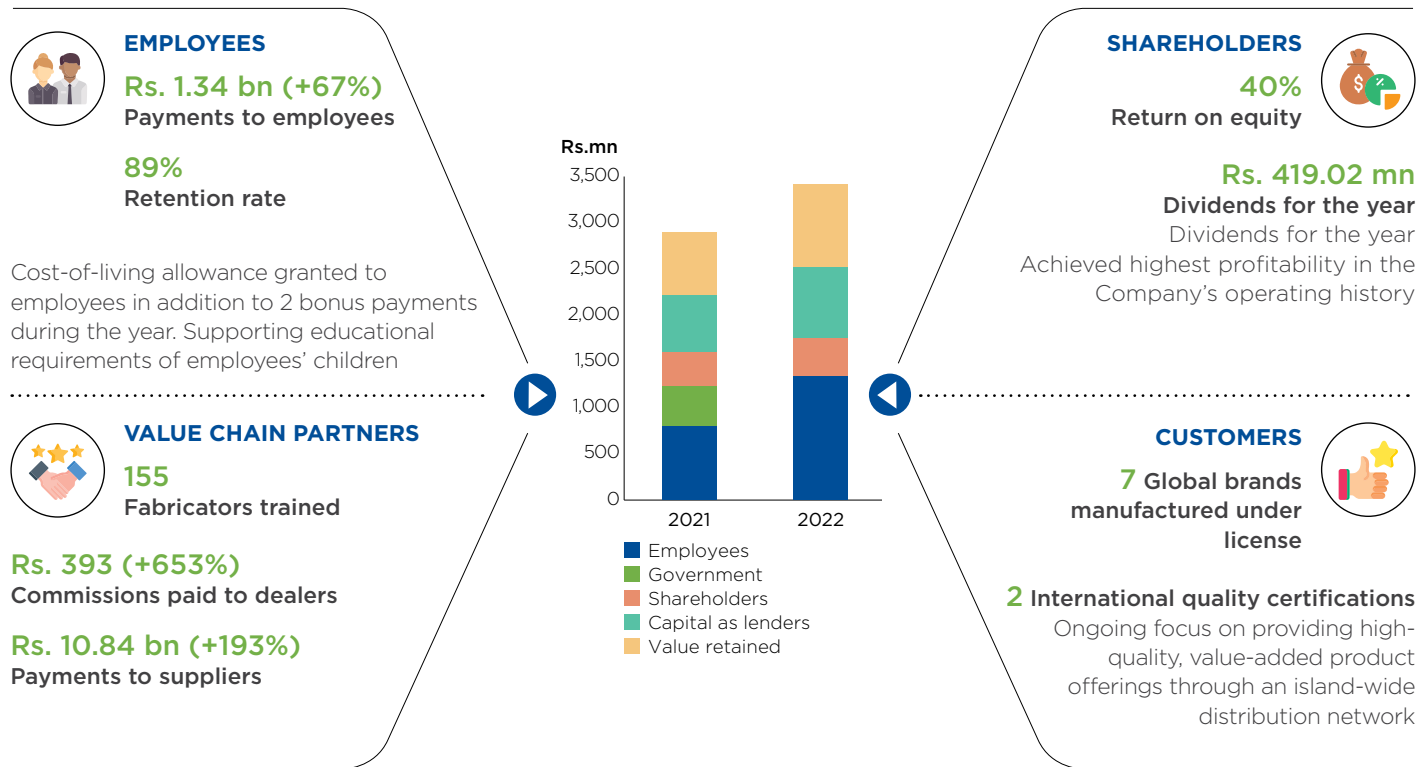 EMPLOYEES
Rs. 1.34 bn (+67%)
Payments to employees
89%
Retention rate
Cost-of-living allowance granted to
employees in addition to 2 bonus payments
during the year. Supporting educational
requirements of employees’ children
VALUE CHAIN PARTNERS
155
Fabricators trained
Rs. 393 (+653%)
Commissions paid to dealers
Rs. 10.84 bn (+193%)
Payments to suppliers
Rs.mn
3,500
3,000
2,500
2,000
1,500
1,000
500
0
2021 2022
Employees
Government
Shareholders
Capital as lenders
Value retained
SHAREHOLDERS
40%
Return on equity
$ %
Rs. 419.02 mn
Dividends for the year
Dividends for the year
Achieved highest profitability in the
Company’s operating history
CUSTOMERS
7 Global brands
manufactured under
license
2 International quality certifications
Ongoing focus on providing high-
quality, value-added product
offerings through an island-wide
distribution network